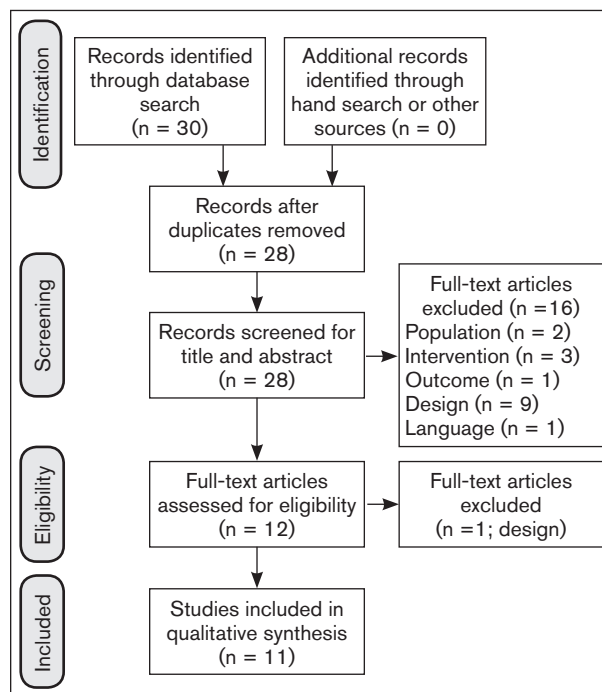 Identification
Records identified
through database
search
(n = 30)
Additional records
identified through
hand search or other
sources (n = 0)
Records after
duplicates removed
(n = 28)
Screening
Records screened for
title and abstract
(n = 28)
Full-text articles
excluded (n =16)
Population (n = 2)
Intervention (n = 3)
Outcome (n = 1)
Design (n = 9)
Language (n = 1)
Eligibility
Full-text articles
assessed for eligibility
(n = 12)
Full-text articles
excluded
(n =1; design)
Included
Studies included in
qualitative synthesis
(n = 11)